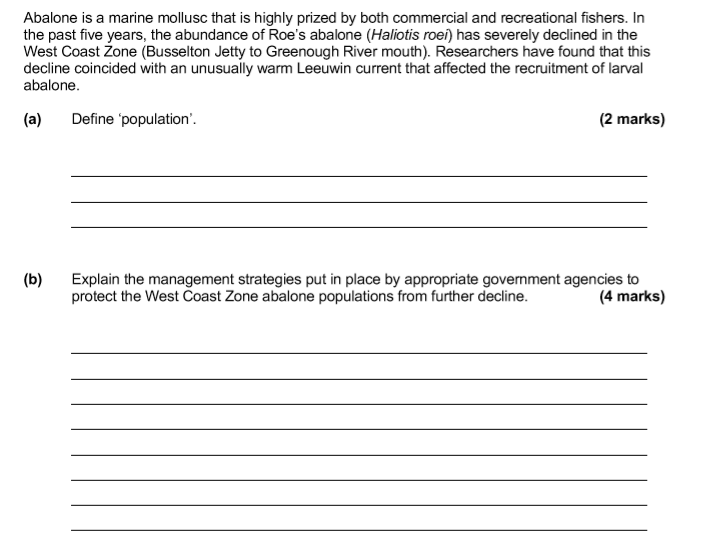 Abalone is a marine mollusc that is highly prized by both commercial and recreational fishers. In
the past five years, the abundance of Roe's abalone (Haliotis roei) has severely declined in the
West Coast Zone (Busselton Jetty to Greenough River mouth). Researchers have found that this
decline coincided with an unusually warm Leeuwin current that affected the recruitment of larval
abalone.
(a) Define 'population'. (2 marks)
(b) Explain the management strategies put in place by appropriate government agencies to
protect the West Coast Zone abalone populations from further decline. (4 marks)